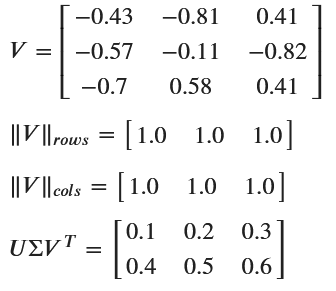 V = [ −0.43 −0.81 0.41
−0.57 −0.11 −0.82
−0.7 0.58 0.41 ]
‖V‖rows = [1.0 1.0 1.0]
‖V‖cols = [1.0 1.0 1.0]
UΣV^T = [ 0.1 0.2 0.3
0.4 0.5 0.6 ]